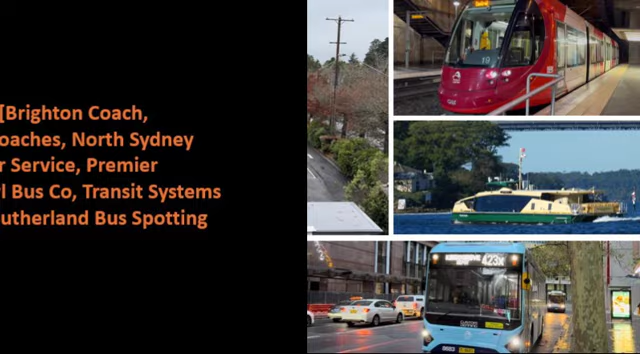 [Brighton Coach,
oaches, North Sydney
r Service, Premier
l Bus Co, Transit Systems
utherland Bus Spotting
423X